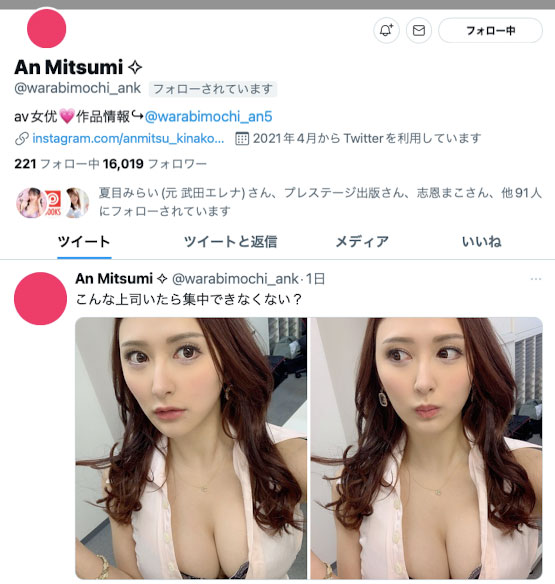 フォロー中
An Mitsumi ✧
@warabimochi_ank フォローされています
av女优💗作品情報↪@warabimochi_an5
instagram.com/anmitsu_kinako... 2021年4月からTwitterを利用しています
221 フォロー中 16,019 フォロワー
夏目みらい(元 武田エレナ)さん、プレステージ出版さん、志恩まこさん、他91人
にフォローされています
ツイート ツイートと返信 メディア いいね
An Mitsumi ✧ @warabimochi_ank · 1日
こんな上司いたら集中できなくない？